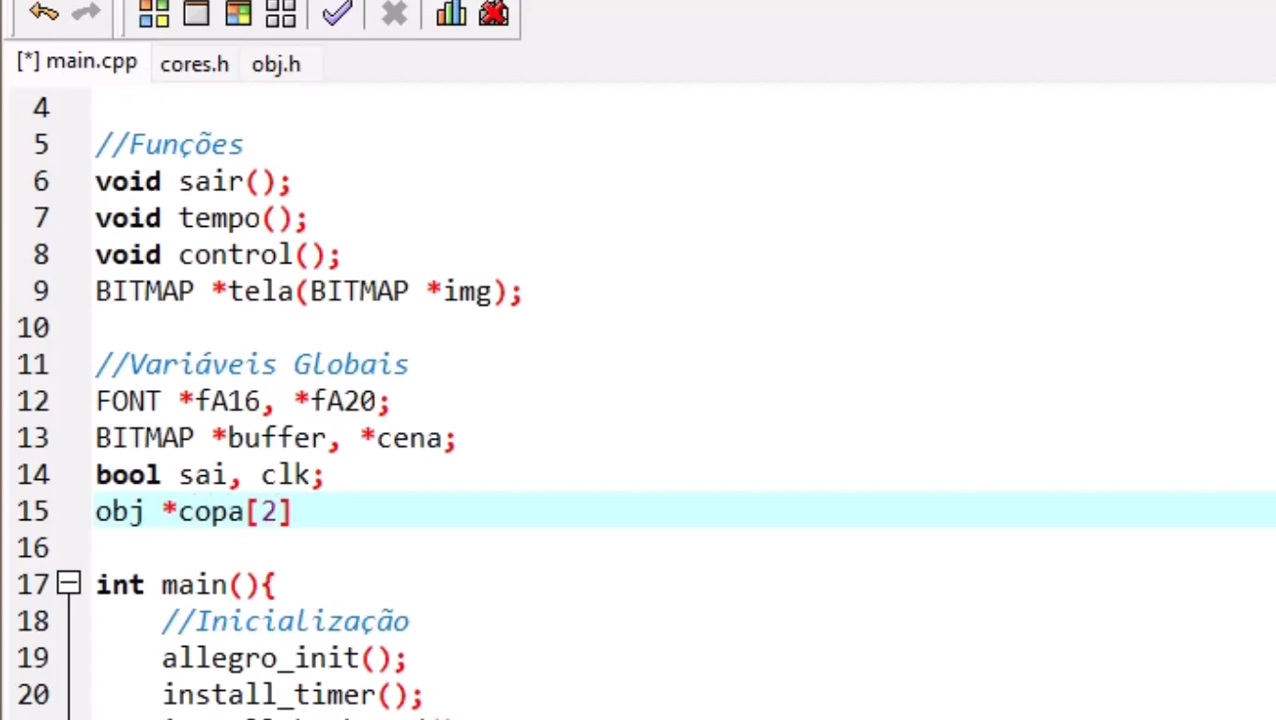 [*] main.cpp cores.h obj.h
4
5 //Funções
6 void sair();
7 void tempo();
8 void control();
9 BITMAP *tela(BITMAP *img);
10
11 //Variáveis Globais
12 FONT *fA16, *fA20;
13 BITMAP *buffer, *cena;
14 bool sai, clk;
15 obj *copa[2]
16
17 int main(){
18 //Inicialização
19 allegro_init();
20 install_timer();